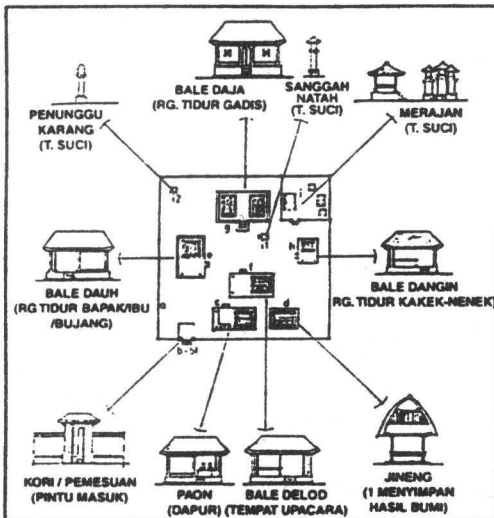 BALE DAJA
(RG. TIDUR GADIS)
SANGGAH
NATAH
(T. SUCI)
PENUNGGU
KARANG
(T. SUCI)
MERAJAN
(T. SUCI)
i2
i
g
i1
h
e
f
c
d
BALE DAUH
(RG TIDUR BAPAK/IBU
/BUJANG)
BALE DANGIN
RG. TIDUR KAKEK-NENEK)
KORI / PEMESUAN
(PINTU MASUK)
PAON
(DAPUR)
BALE DELOD
(TEMPAT UPACARA)
JINENG
(1 MENYIMPAN
HASIL BUMI)